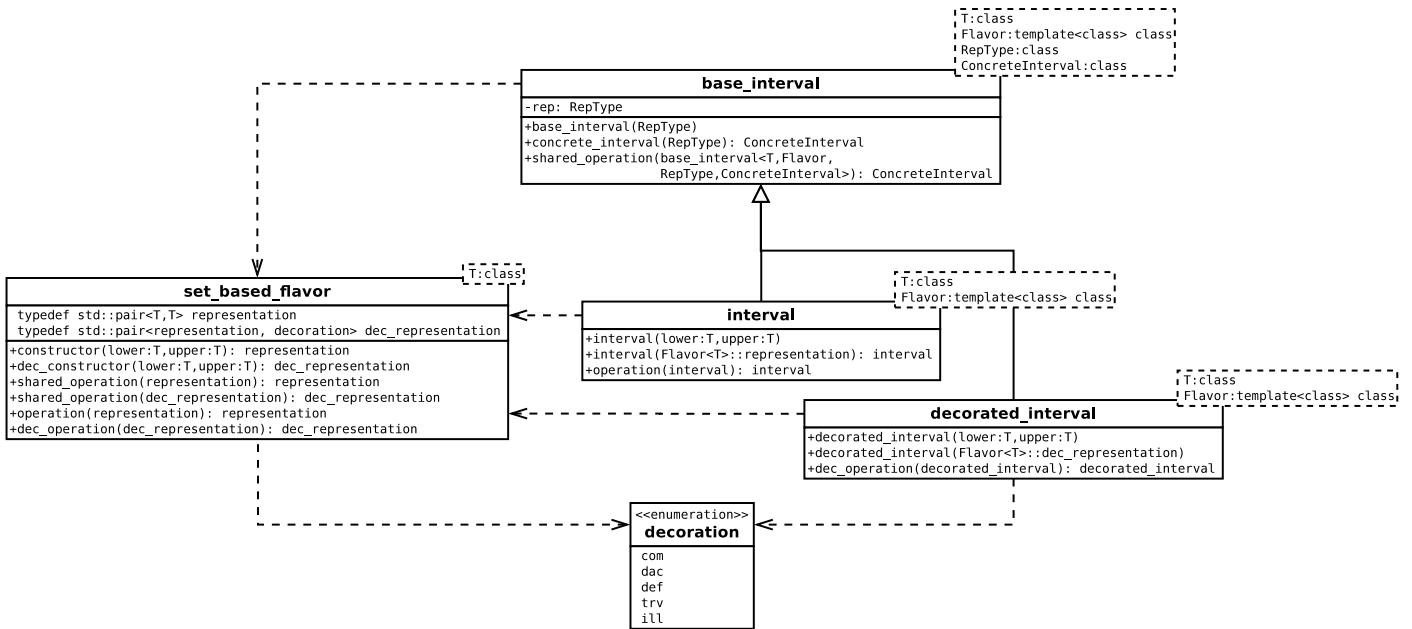 T:class
Flavor:template<class> class
RepType:class
ConcreteInterval:class
base_interval
-rep: RepType
+base_interval(RepType)
+concrete_interval(RepType): ConcreteInterval
+shared_operation(base_interval<T,Flavor,
RepType,ConcreteInterval>): ConcreteInterval
T:class
set_based_flavor
typedef std::pair<T,T> representation
typedef std::pair<representation, decoration> dec_representation
+constructor(lower:T,upper:T): representation
+dec_constructor(lower:T,upper:T): dec_representation
+shared_operation(representation): representation
+shared_operation(dec_representation): dec_representation
+operation(representation): representation
+dec_operation(dec_representation): dec_representation
T:class
Flavor:template<class> class
interval
+interval(lower:T,upper:T)
+interval(Flavor<T>::representation): interval
+operation(interval): interval
T:class
Flavor:template<class> class
decorated_interval
+decorated_interval(lower:T,upper:T)
+decorated_interval(Flavor<T>::dec_representation)
+dec_operation(decorated_interval): decorated_interval
<<enumeration>>
decoration
com
dac
def
trv
ill